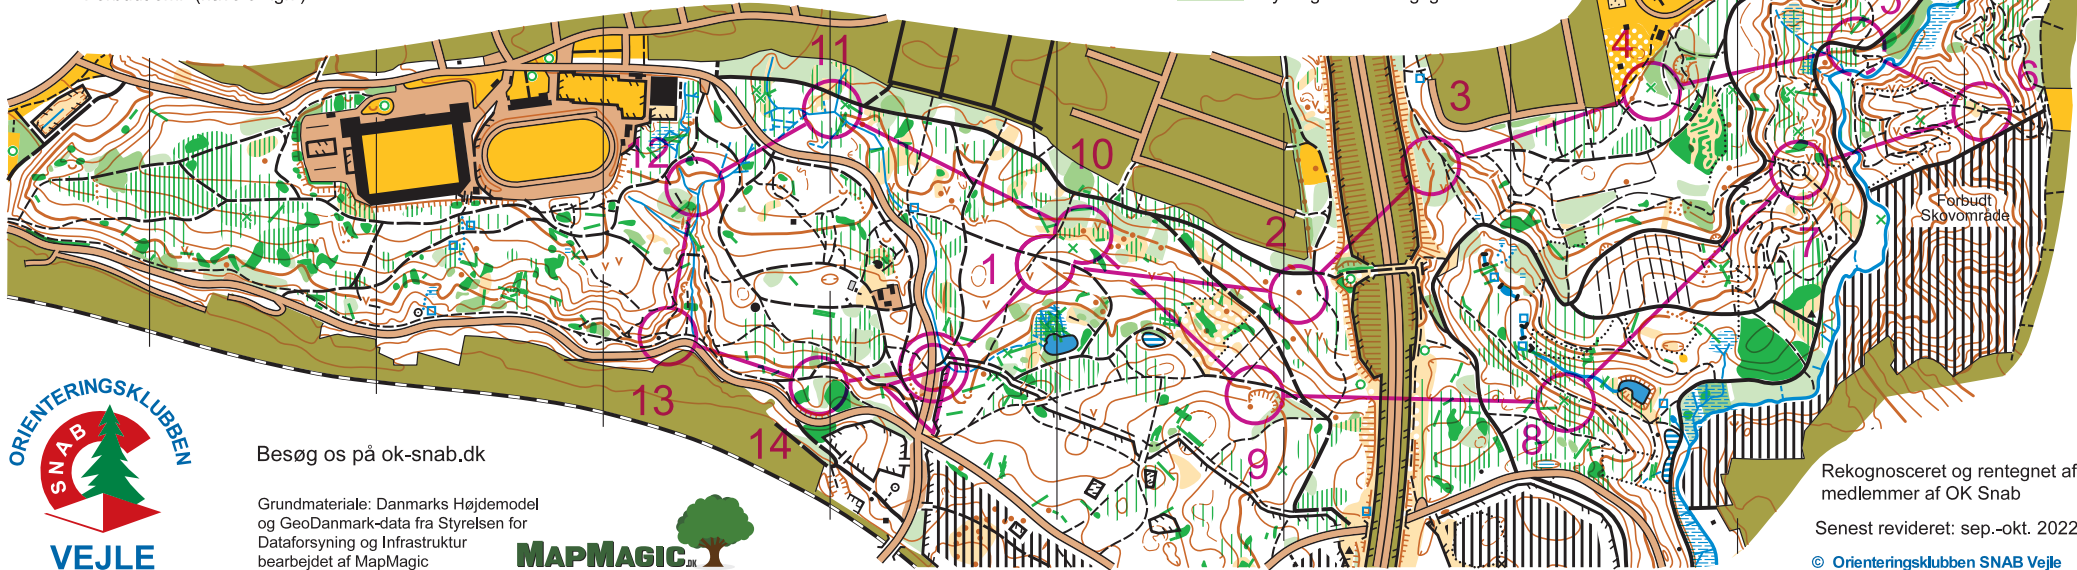 11
12
10
1
2
3
4
5
6
7
8
9
13
14
Forbudt
Skovområde
ORIENTERINGSKLUBBEN
SNAB
VEJLE
Besøg os på ok-snab.dk
Grundmateriale: Danmarks Højdemodel
og GeoDanmark-data fra Styrelsen for
Dataforsyning og Infrastruktur
bearbejdet af MapMagic
MAPMAGIC.DK
Rekognosceret og rentegnet af
medlemmer af OK Snab
Senest revideret: sep.-okt. 2022
© Orienteringsklubben SNAB Vejle